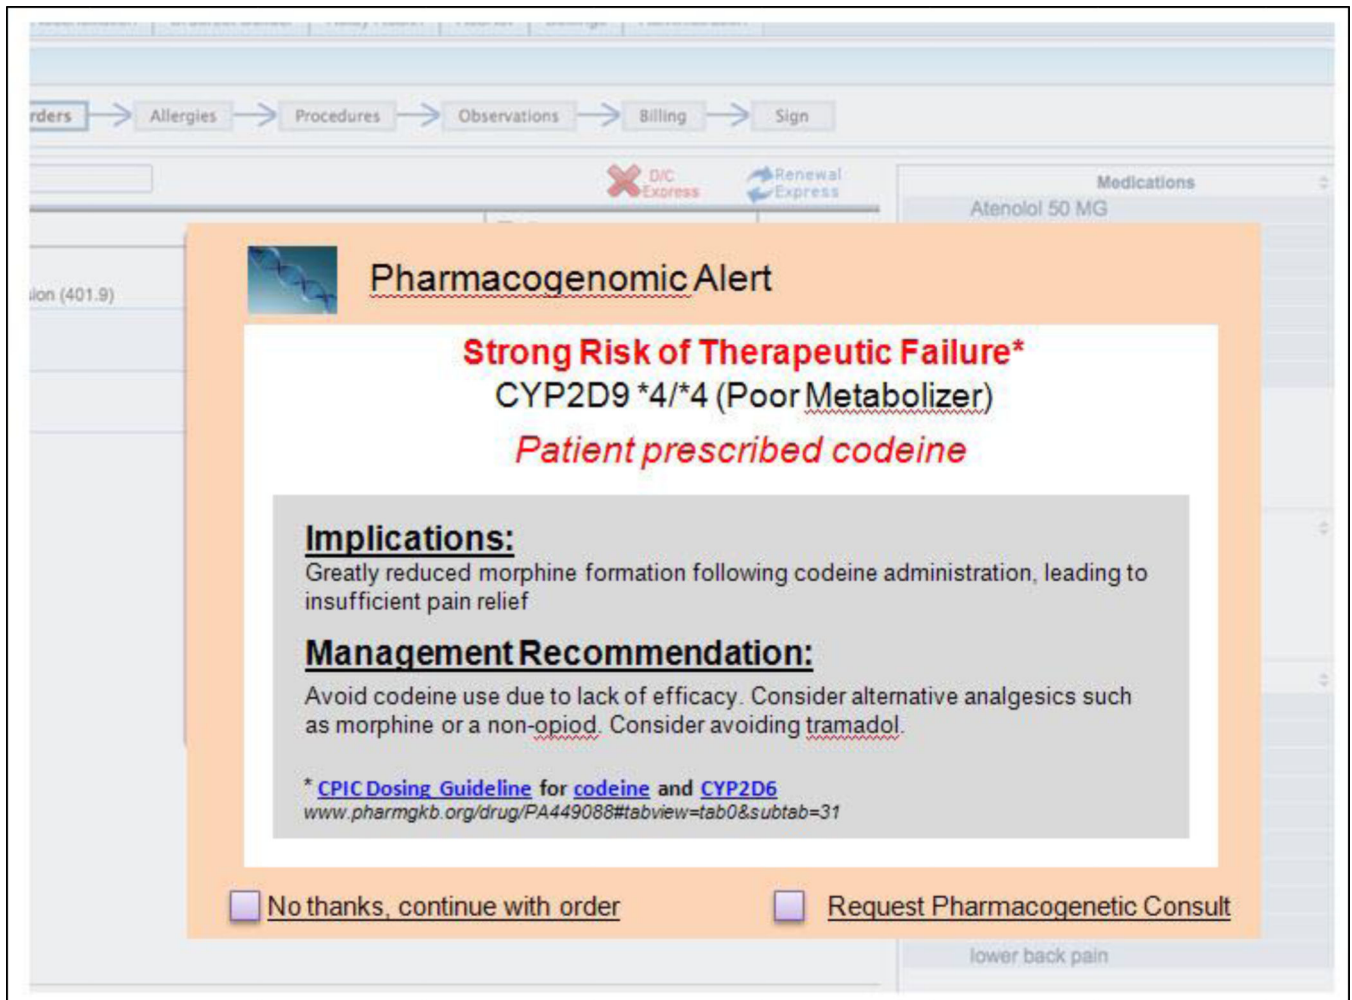 rders
Allergies
Procedures
Observations
Billing
Sign
D/C
Express
Renewal
Express
Medications
Atenolol 50 MG
sion (401.9)
Pharmacogenomic Alert
Strong Risk of Therapeutic Failure*
CYP2D9 *4/*4 (Poor Metabolizer)
Patient prescribed codeine
Implications:
Greatly reduced morphine formation following codeine administration, leading to
insufficient pain relief
Management Recommendation:
Avoid codeine use due to lack of efficacy. Consider alternative analgesics such
as morphine or a non-opiod. Consider avoiding tramadol.
* CPIC Dosing Guideline for codeine and CYP2D6
www.pharmgkb.org/drug/PA449088#tabview=tab0&subtab=31
No thanks, continue with order
Request Pharmacogenetic Consult
lower back pain